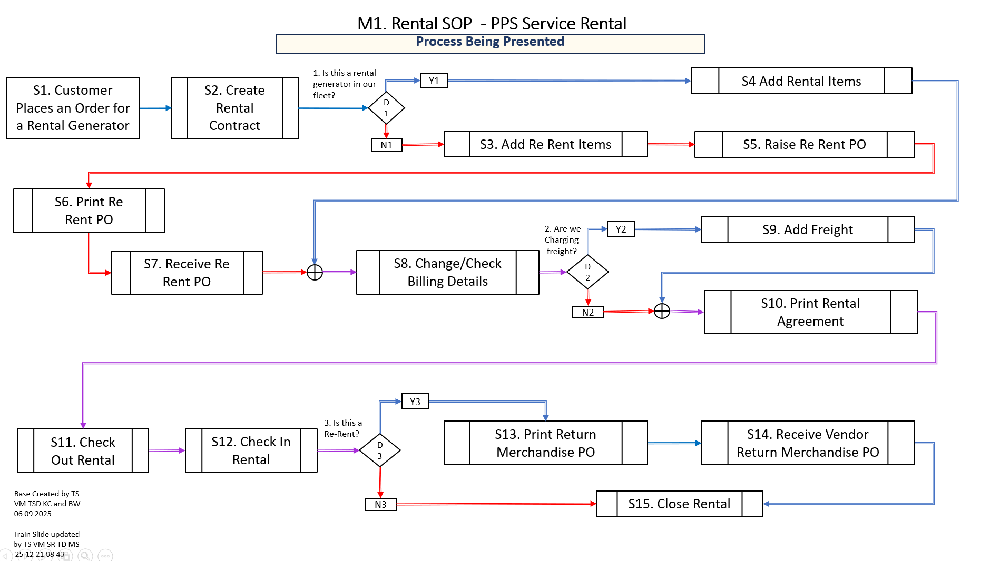 M1. Rental SOP - PPS Service Rental
Process Being Presented
S1. Customer
Places an Order for
a Rental Generator
S2. Create
Rental
Contract
1. Is this a rental
generator in our
fleet?
D
1
Y1
S4 Add Rental Items
N1
S3. Add Re Rent Items
S5. Raise Re Rent PO
S6. Print Re
Rent PO
S7. Receive Re
Rent PO
S8. Change/Check
Billing Details
2. Are we
Charging
freight?
D
2
Y2
S9. Add Freight
N2
S10. Print Rental
Agreement
S11. Check
Out Rental
S12. Check In
Rental
3. Is this a
Re-Rent?
D
3
Y3
S13. Print Return
Merchandise PO
S14. Receive Vendor
Return Merchandise PO
N3
S15. Close Rental
Base Created by TS
VM TSD KC and BW
06 09 2025
Train Slide updated
by TS VM SR TD MS
25 12 21 08 43